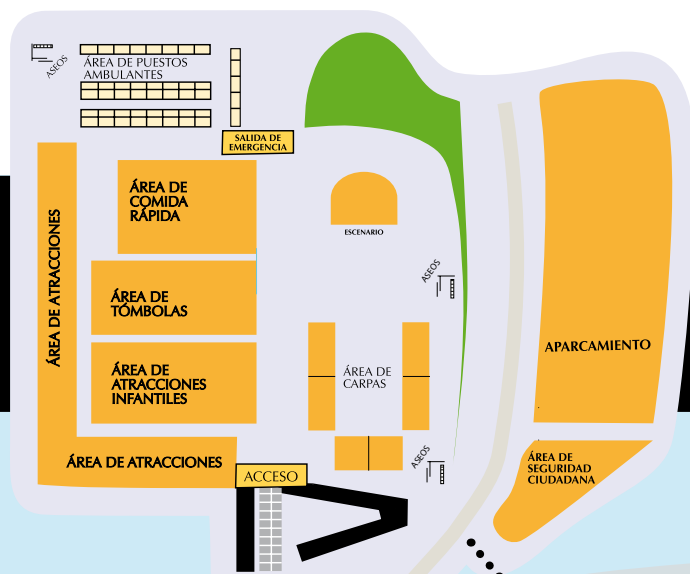 ASEOS
ÁREA DE PUESTOS
AMBULANTES
SALIDA DE
EMERGENCIA
ÁREA DE
COMIDA
RÁPIDA
ESCENARIO
ASEOS
ÁREA DE ATRACCIONES
ÁREA DE
TÓMBOLAS
ÁREA DE
ATRACCIONES
INFANTILES
ÁREA DE
CARPAS
APARCAMIENTO
ÁREA DE ATRACCIONES
ACCESO
ASEOS
ÁREA DE
SEGURIDAD
CIUDADANA